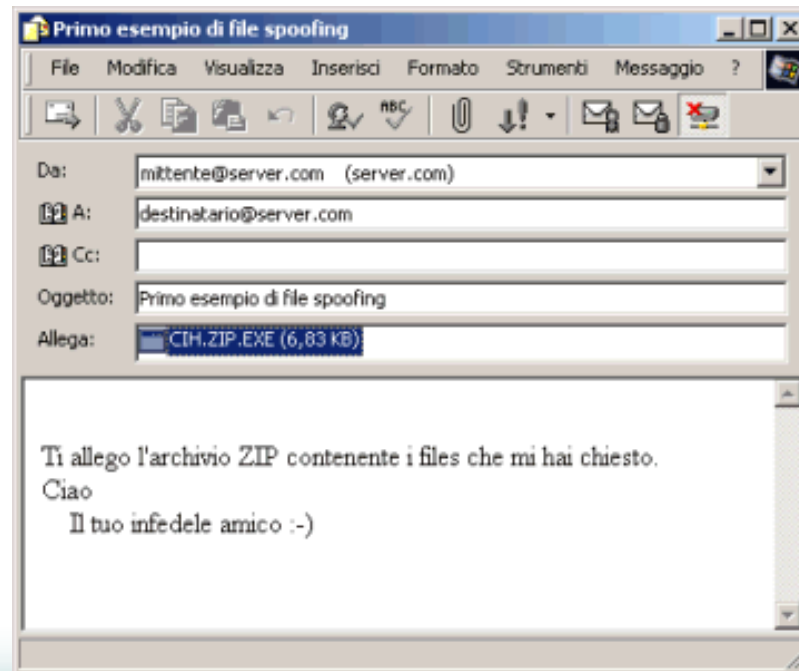 Primo esempio di file spoofing
File Modifica Visualizza Inserisci Formato Strumenti Messaggio ?
ABC
Da: mittente@server.com (server.com)
A: destinatario@server.com
Cc:
Oggetto: Primo esempio di file spoofing
Allega: CIH.ZIP.EXE (6,83 KB)
Ti allego l'archivio ZIP contenente i files che mi hai chiesto.
Ciao
Il tuo infedele amico :-)